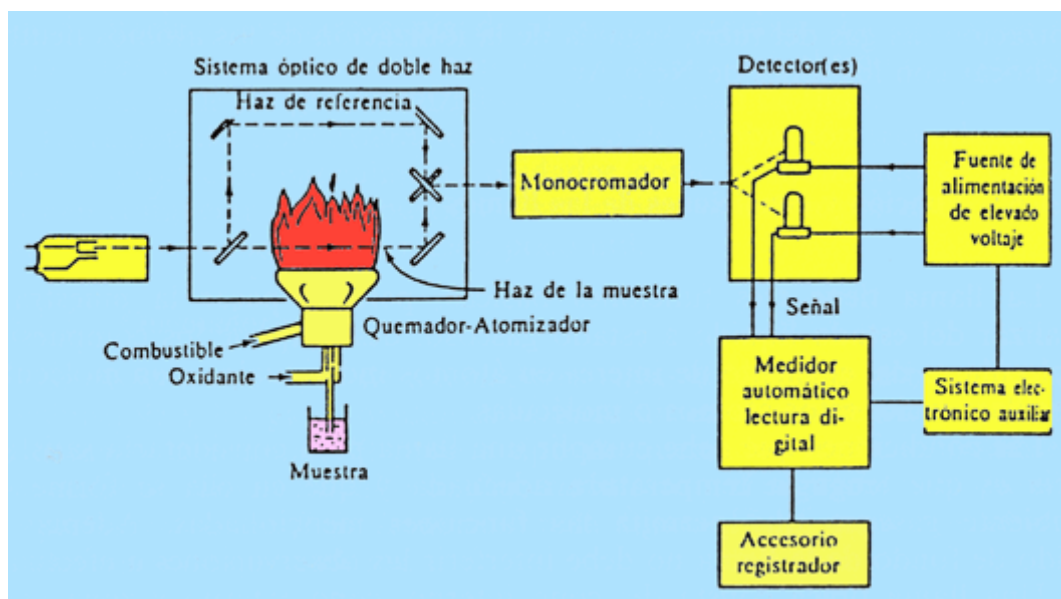 Sistema óptico de doble haz
Haz de referencia
Detector(es)
Monocromador
Fuente de
alimentación
de elevado
voltaje
Haz de la muestra
Quemador-Atomizador
Combustible
Oxidante
Muestra
Señal
Medidor
automático
lectura di-
gital
Sistema elec-
trónico auxiliar
Accesorio
registrador